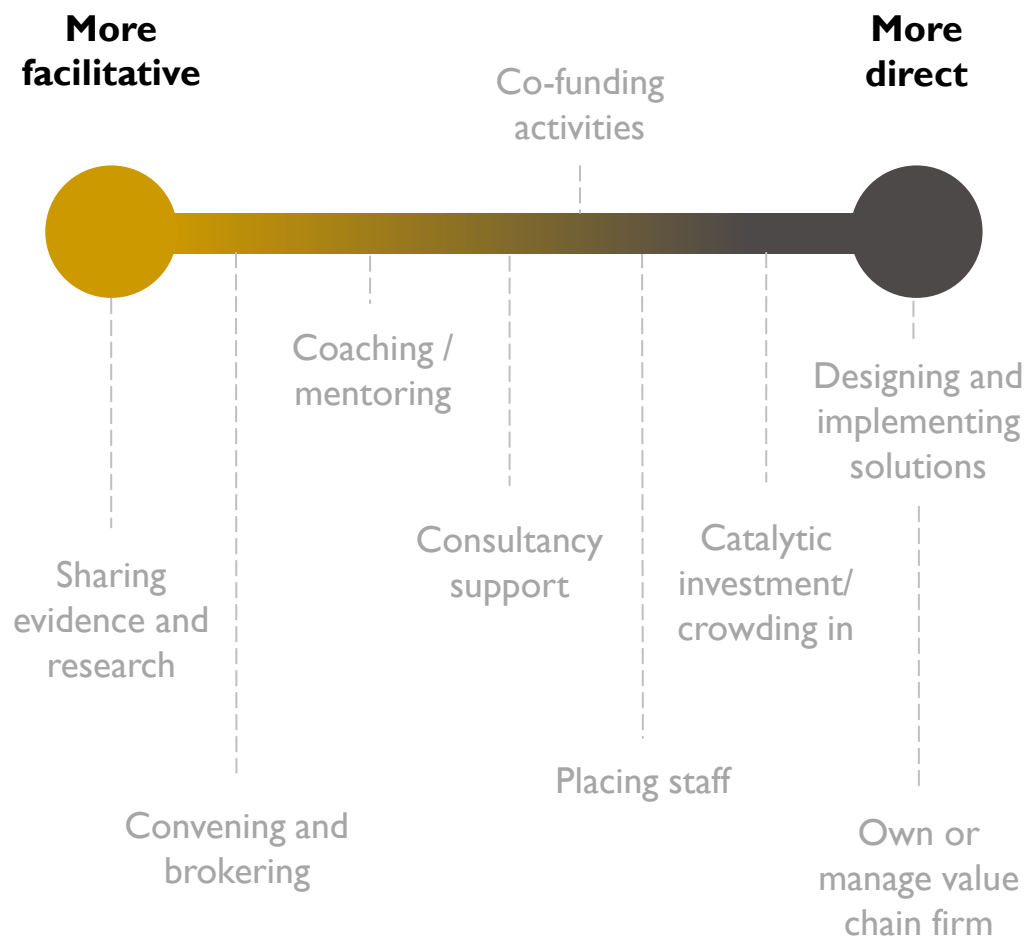 More
facilitative
More
direct
Co-funding
activities
Coaching /
mentoring
Designing and
implementing
solutions
Consultancy
support
Catalytic
investment/
crowding in
Sharing
evidence and
research
Placing staff
Convening and
brokering
Own or
manage value
chain firm